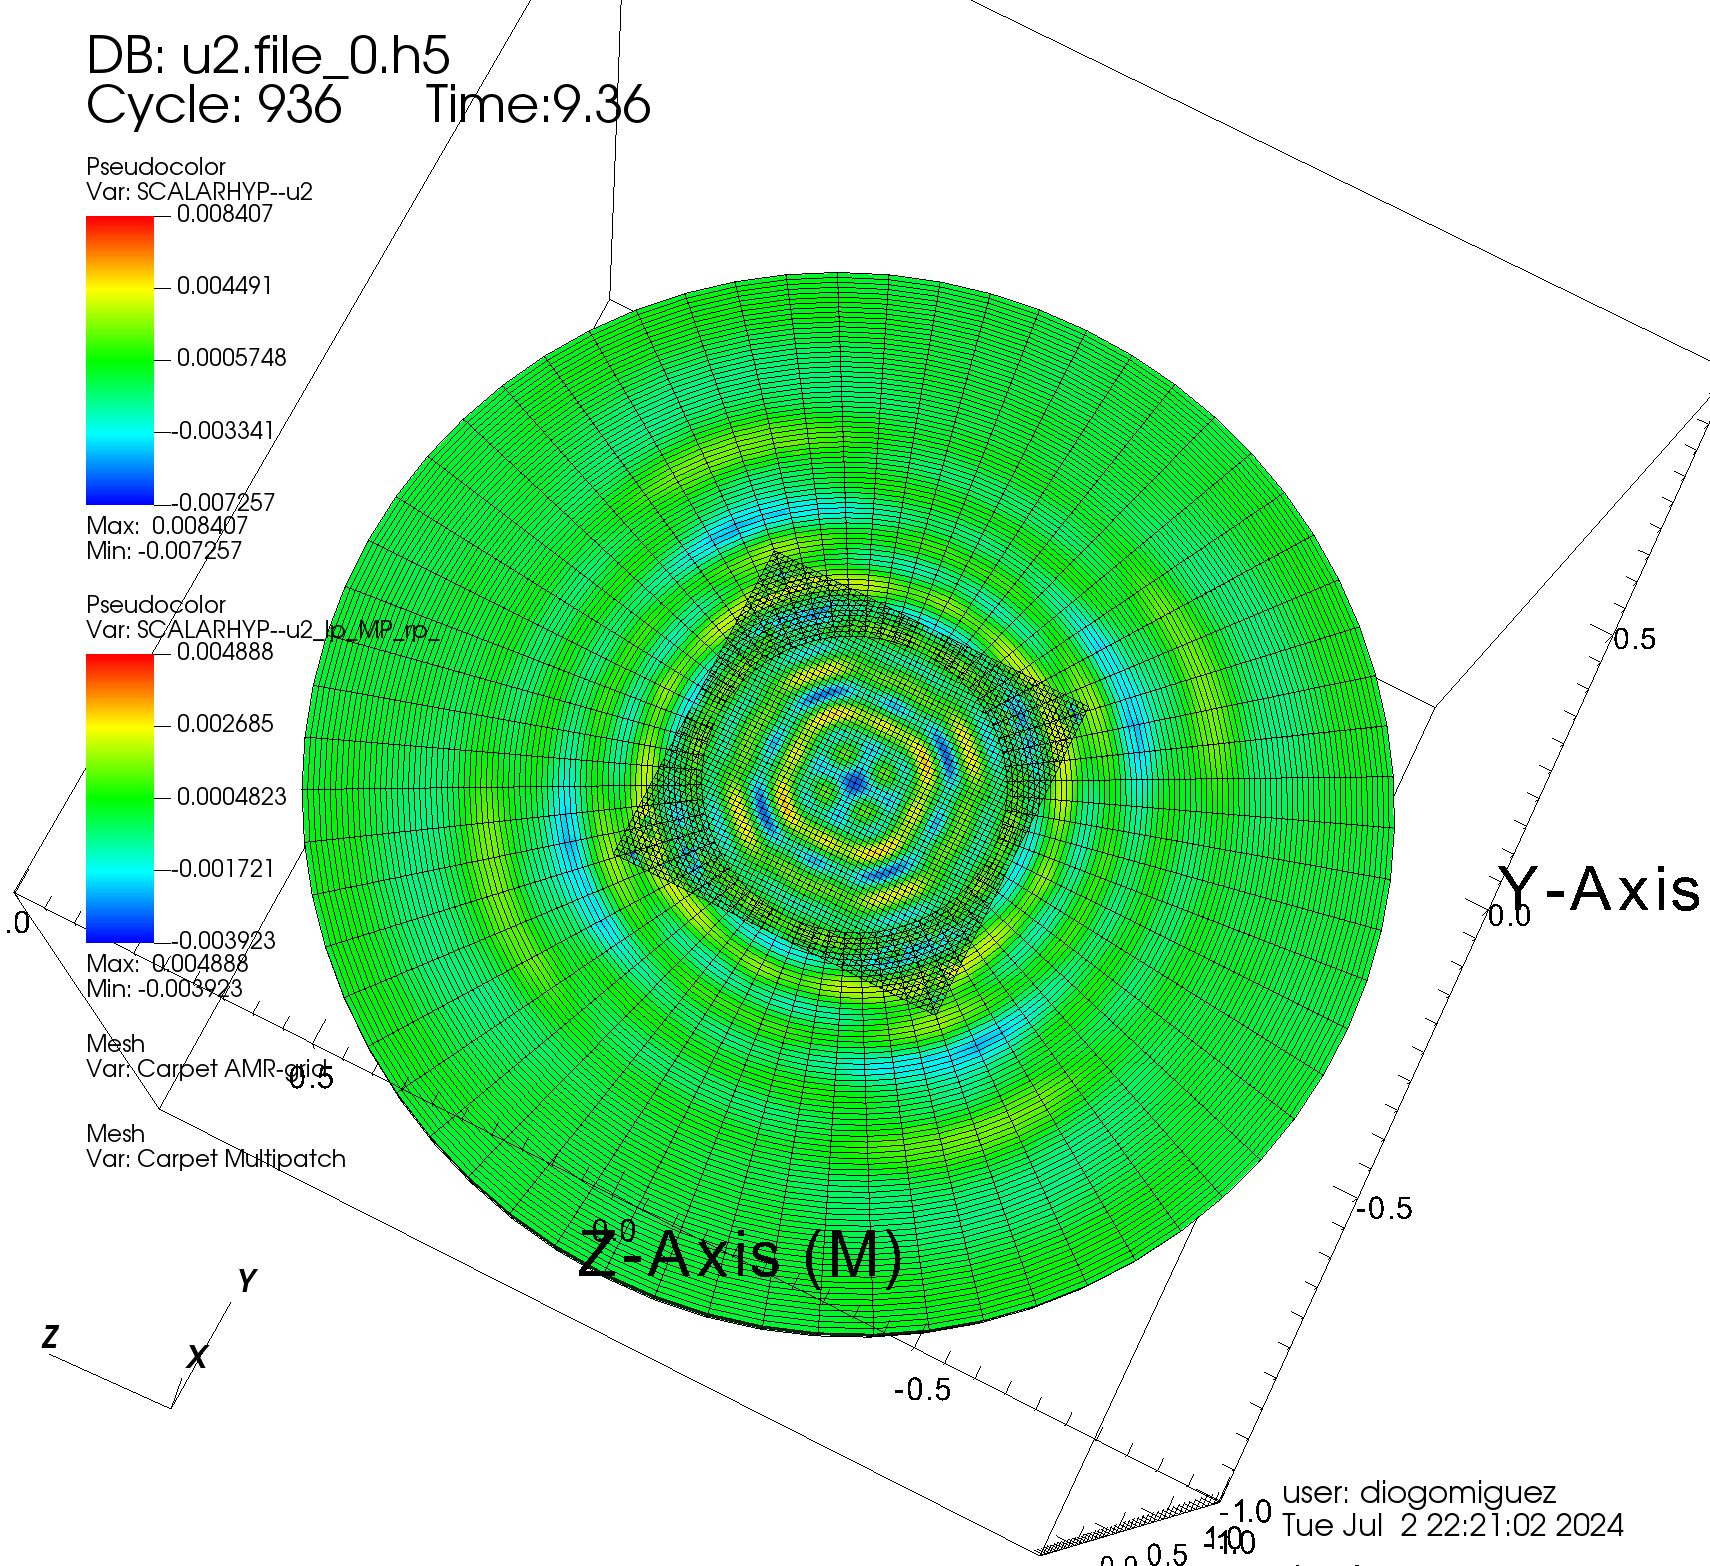 DB: u2.file_0.h5
Cycle: 936 Time:9.36
Pseudocolor
Var: SCALARHYP--u2
0.008407
0.004491
0.0005748
-0.003341
-0.007257
Max: 0.008407
Min: -0.007257
Pseudocolor
Var: SCALARHYP--u2_lp_MP_rp_
0.004888
0.002685
0.0004823
-0.001721
-0.003923
Max: 0.004888
Min: -0.003923
Mesh
Var: Carpet AMR-grid
Mesh
Var: Carpet Multipatch
.0
0.5
0.0
Z-Axis (M)
-0.5
0.5
Y-Axis
0.0
-0.5
-1.0
0.5
Z
Y
X
user: diogomiguez
Tue Jul 2 22:21:02 2024